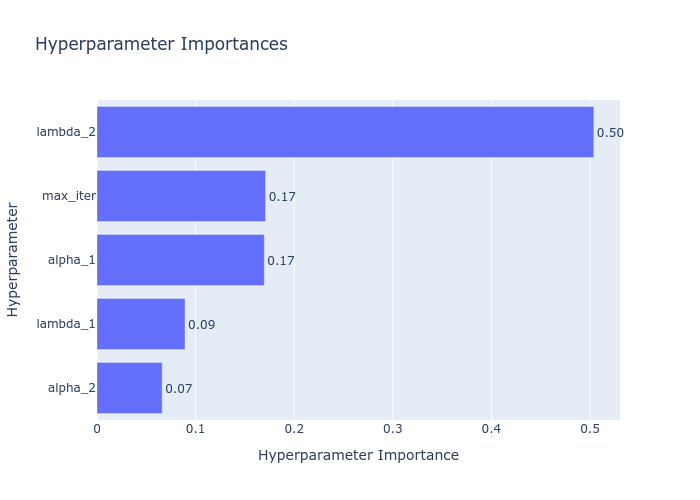 Hyperparameter Importances
Hyperparameter
lambda_2 0.50
max_iter 0.17
alpha_1 0.17
lambda_1 0.09
alpha_2 0.07
0 0.1 0.2 0.3 0.4 0.5
Hyperparameter Importance